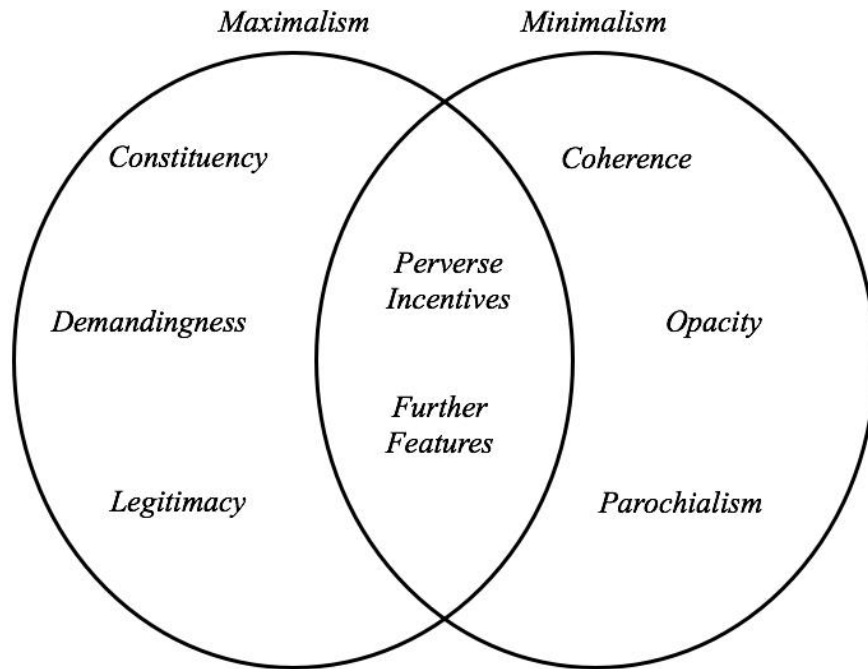 Maximalism
Minimalism
Constituency
Coherence
Perverse
Incentives
Demandingness
Opacity
Further
Features
Legitimacy
Parochialism